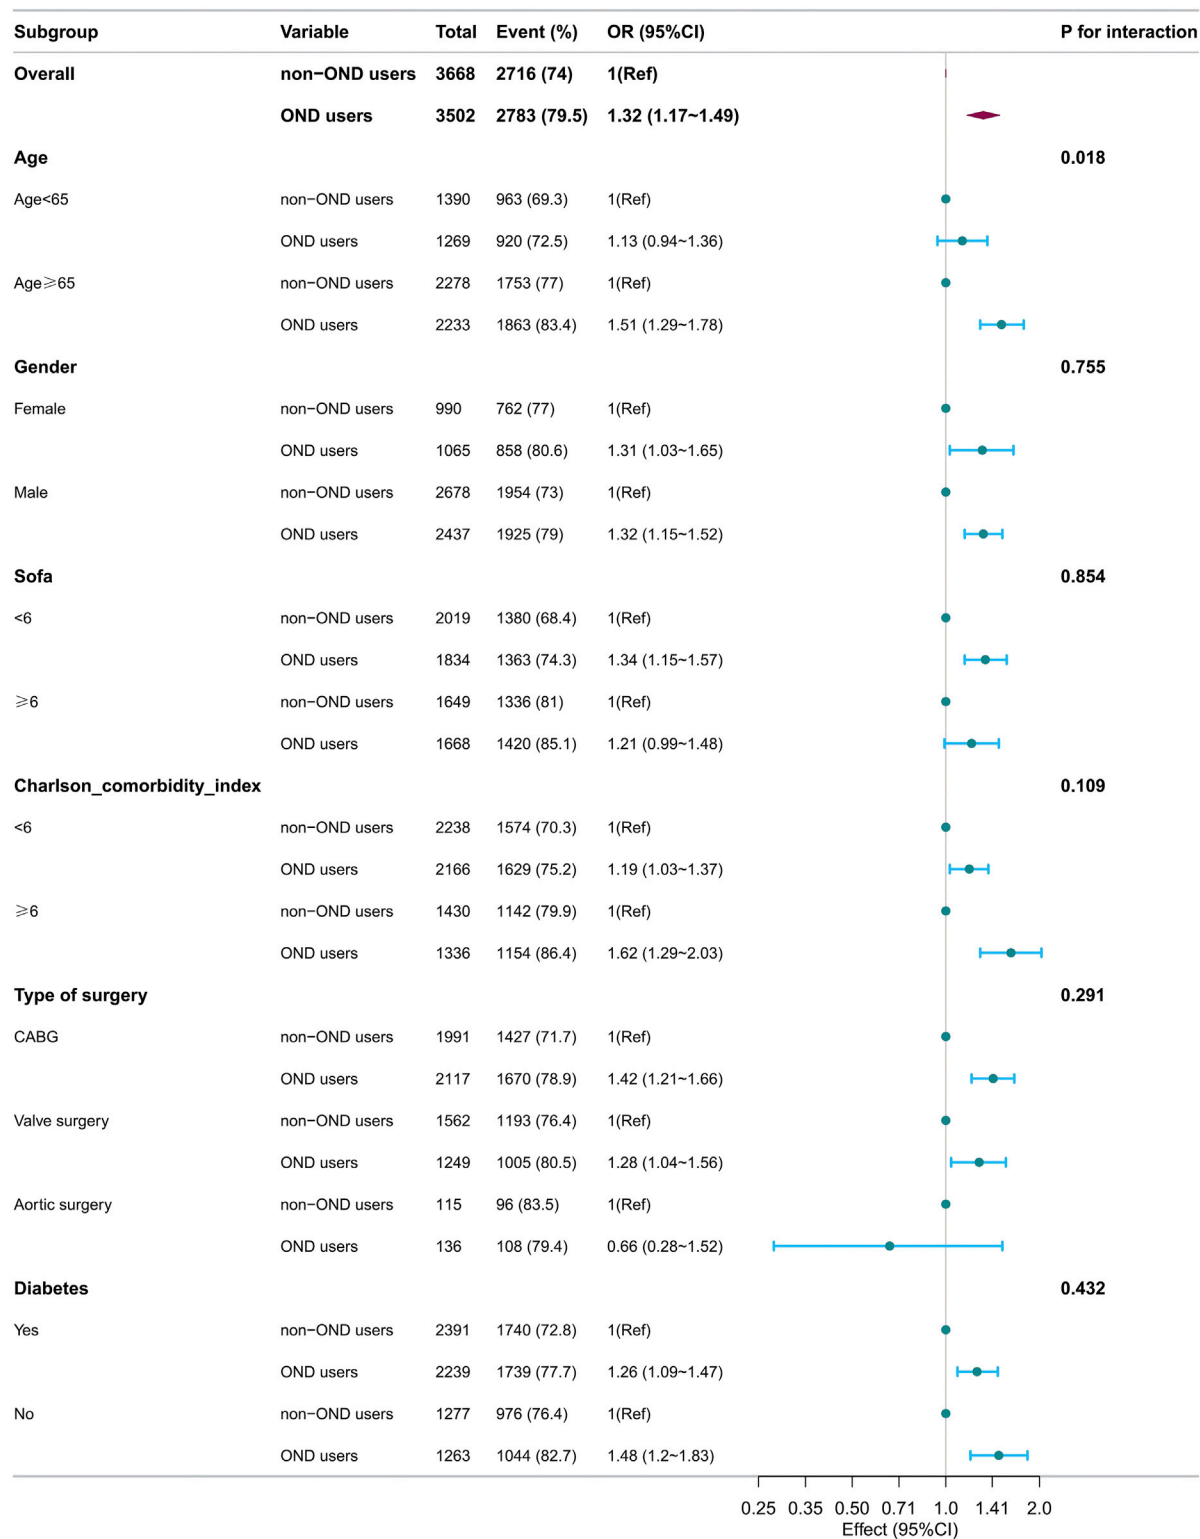 Subgroup Variable Total Event (%) OR (95%CI) P for interaction
Overall non−OND users 3668 2716 (74) 1(Ref)
OND users 3502 2783 (79.5) 1.32 (1.17~1.49)
Age 0.018
Age<65 non−OND users 1390 963 (69.3) 1(Ref)
OND users 1269 920 (72.5) 1.13 (0.94~1.36)
Age⩾65 non−OND users 2278 1753 (77) 1(Ref)
OND users 2233 1863 (83.4) 1.51 (1.29~1.78)
Gender 0.755
Female non−OND users 990 762 (77) 1(Ref)
OND users 1065 858 (80.6) 1.31 (1.03~1.65)
Male non−OND users 2678 1954 (73) 1(Ref)
OND users 2437 1925 (79) 1.32 (1.15~1.52)
Sofa 0.854
<6 non−OND users 2019 1380 (68.4) 1(Ref)
OND users 1834 1363 (74.3) 1.34 (1.15~1.57)
⩾6 non−OND users 1649 1336 (81) 1(Ref)
OND users 1668 1420 (85.1) 1.21 (0.99~1.48)
Charlson_comorbidity_index 0.109
<6 non−OND users 2238 1574 (70.3) 1(Ref)
OND users 2166 1629 (75.2) 1.19 (1.03~1.37)
⩾6 non−OND users 1430 1142 (79.9) 1(Ref)
OND users 1336 1154 (86.4) 1.62 (1.29~2.03)
Type of surgery 0.291
CABG non−OND users 1991 1427 (71.7) 1(Ref)
OND users 2117 1670 (78.9) 1.42 (1.21~1.66)
Valve surgery non−OND users 1562 1193 (76.4) 1(Ref)
OND users 1249 1005 (80.5) 1.28 (1.04~1.56)
Aortic surgery non−OND users 115 96 (83.5) 1(Ref)
OND users 136 108 (79.4) 0.66 (0.28~1.52)
Diabetes 0.432
Yes non−OND users 2391 1740 (72.8) 1(Ref)
OND users 2239 1739 (77.7) 1.26 (1.09~1.47)
No non−OND users 1277 976 (76.4) 1(Ref)
OND users 1263 1044 (82.7) 1.48 (1.2~1.83)
0.25 0.35 0.50 0.71 1.0 1.41 2.0
Effect (95%CI)